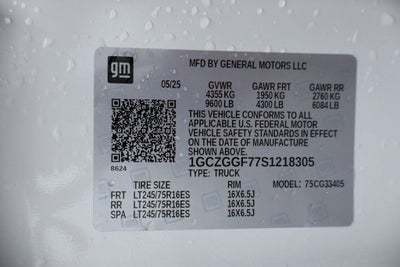 gm
MFD BY GENERAL MOTORS LLC
05/25 GVWR GAWR FRT GAWR RR
4355 KG 1950 KG 2760 KG
9600 LB 4300 LB 6084 LB
THIS VEHICLE CONFORMS TO ALL
APPLICABLE U.S. FEDERAL MOTOR
VEHICLE SAFETY STANDARDS IN EFFECT
ON THE DATE OF MANUFACTURE
SHOWN ABOVE.
1GCZGGF77S1218305
8624 TYPE: TRUCK
TIRE SIZE RIM MODEL: 75CG33405
FRT LT245/75R16ES 16X6.5J
RR LT245/75R16ES 16X6.5J
SPA LT245/75R16ES 16X6.5J